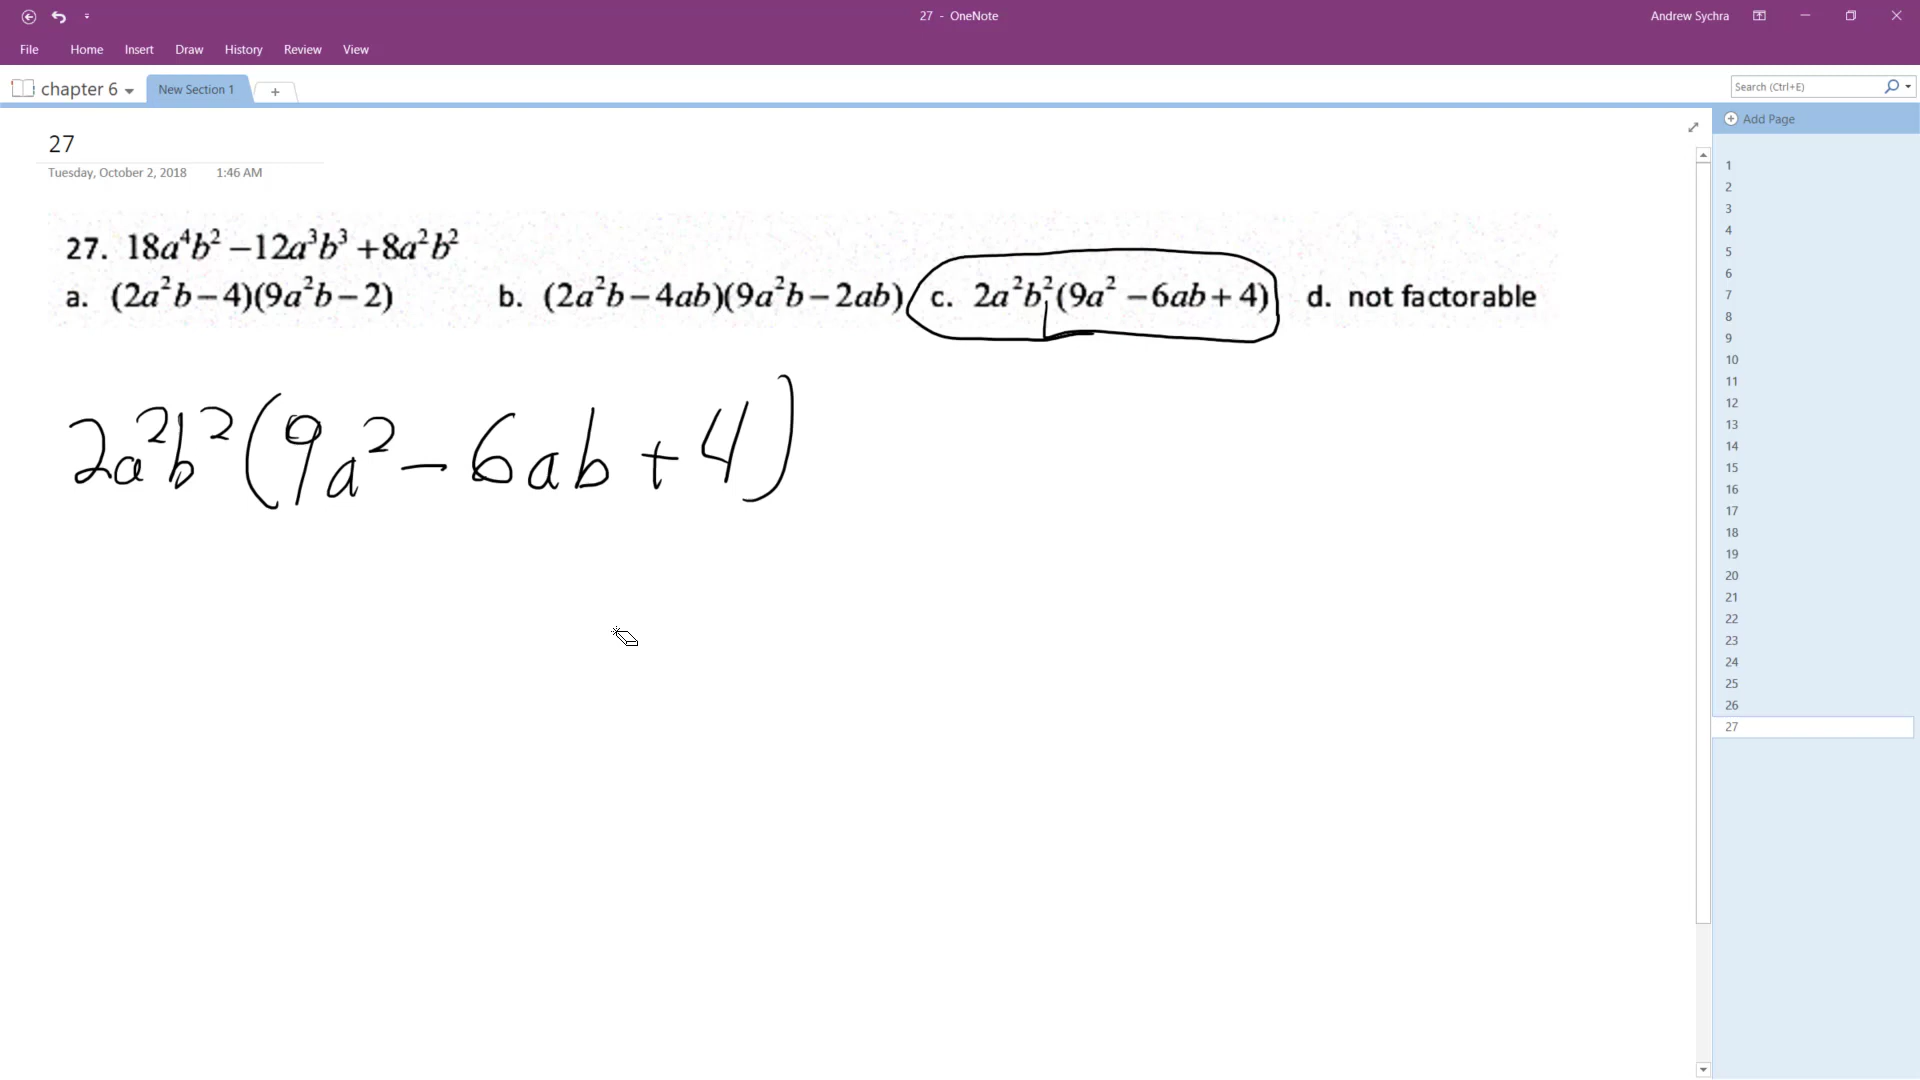 27 - OneNote
Andrew Sychra
File Home Insert Draw History Review View
chapter 6
New Section 1
+
Search (Ctrl+E)
Add Page
27
Tuesday, October 2, 2018 1:46 AM
27. 18a⁴b² − 12a³b³ + 8a²b²
a. (2a²b − 4)(9a²b − 2) b. (2a²b − 4ab)(9a²b − 2ab) c. 2a²b²(9a² − 6ab + 4) d. not factorable
2a²b²(9a² − 6ab + 4)
1
2
3
4
5
6
7
8
9
10
11
12
13
14
15
16
17
18
19
20
21
22
23
24
25
26
27